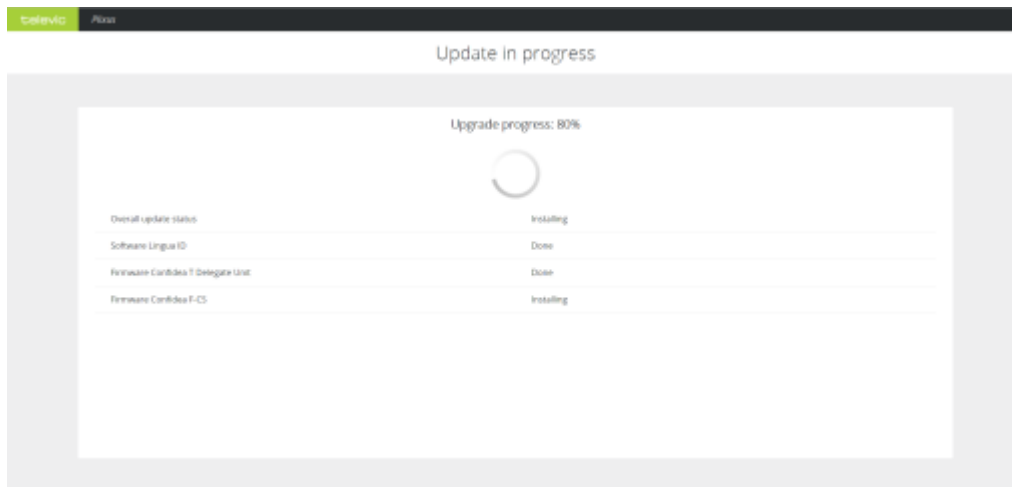 televic Plixus
Update in progress
Upgrade progress: 80%
Overall update status Installing
Software Lingua ID Done
Firmware Confidea T Delegate Unit Done
Firmware Confidea F-CS Installing